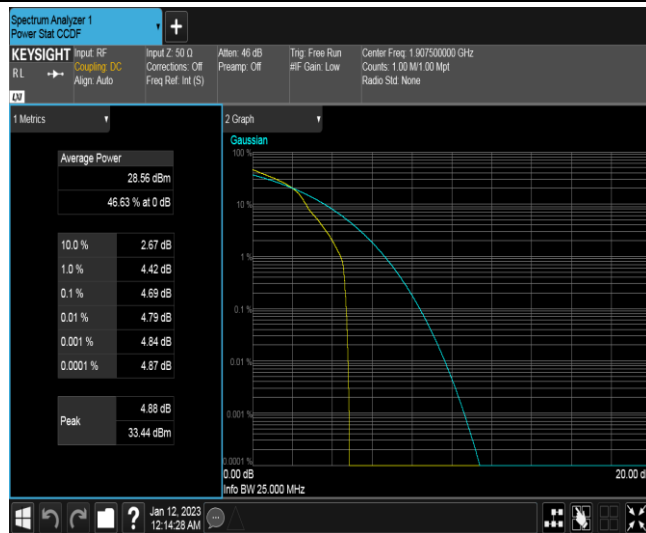 Spectrum Analyzer 1
Power Stat CCDF
+
KEYSIGHT
RL
Input: RF
Coupling: DC
Align: Auto
Input Z: 50 Ω
Corrections: Off
Freq Ref: Int (S)
Atten: 46 dB
Preamp: Off
Trig: Free Run
#IF Gain: Low
Center Freq: 1.907500000 GHz
Counts: 1.00 M/1.00 Mpt
Radio Std: None
LXI
1 Metrics
Average Power
28.56 dBm
46.63 % at 0 dB
10.0 % 2.67 dB
1.0 % 4.42 dB
0.1 % 4.69 dB
0.01 % 4.79 dB
0.001 % 4.84 dB
0.0001 % 4.87 dB
Peak
4.88 dB
33.44 dBm
2 Graph
Gaussian
100 %
10 %
1 %
0.1 %
0.01 %
0.001 %
0.0001 %
0.00 dB
20.00 d
Info BW 25.000 MHz
?
Jan 12, 2023
12:14:28 AM